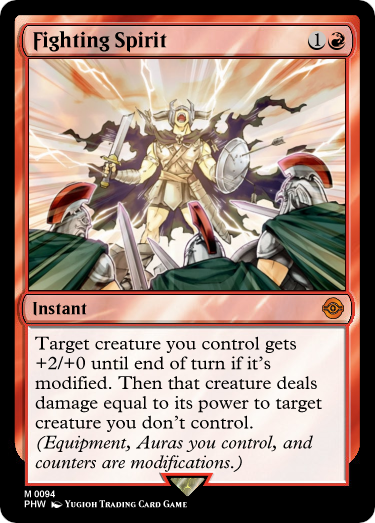 Fighting Spirit 1
Instant
Target creature you control gets
+2/+0 until end of turn if it's
modified. Then that creature deals
damage equal to its power to target
creature you don't control.
(Equipment, Auras you control, and
counters are modifications.)
M 0094
PHW Yugioh Trading Card Game